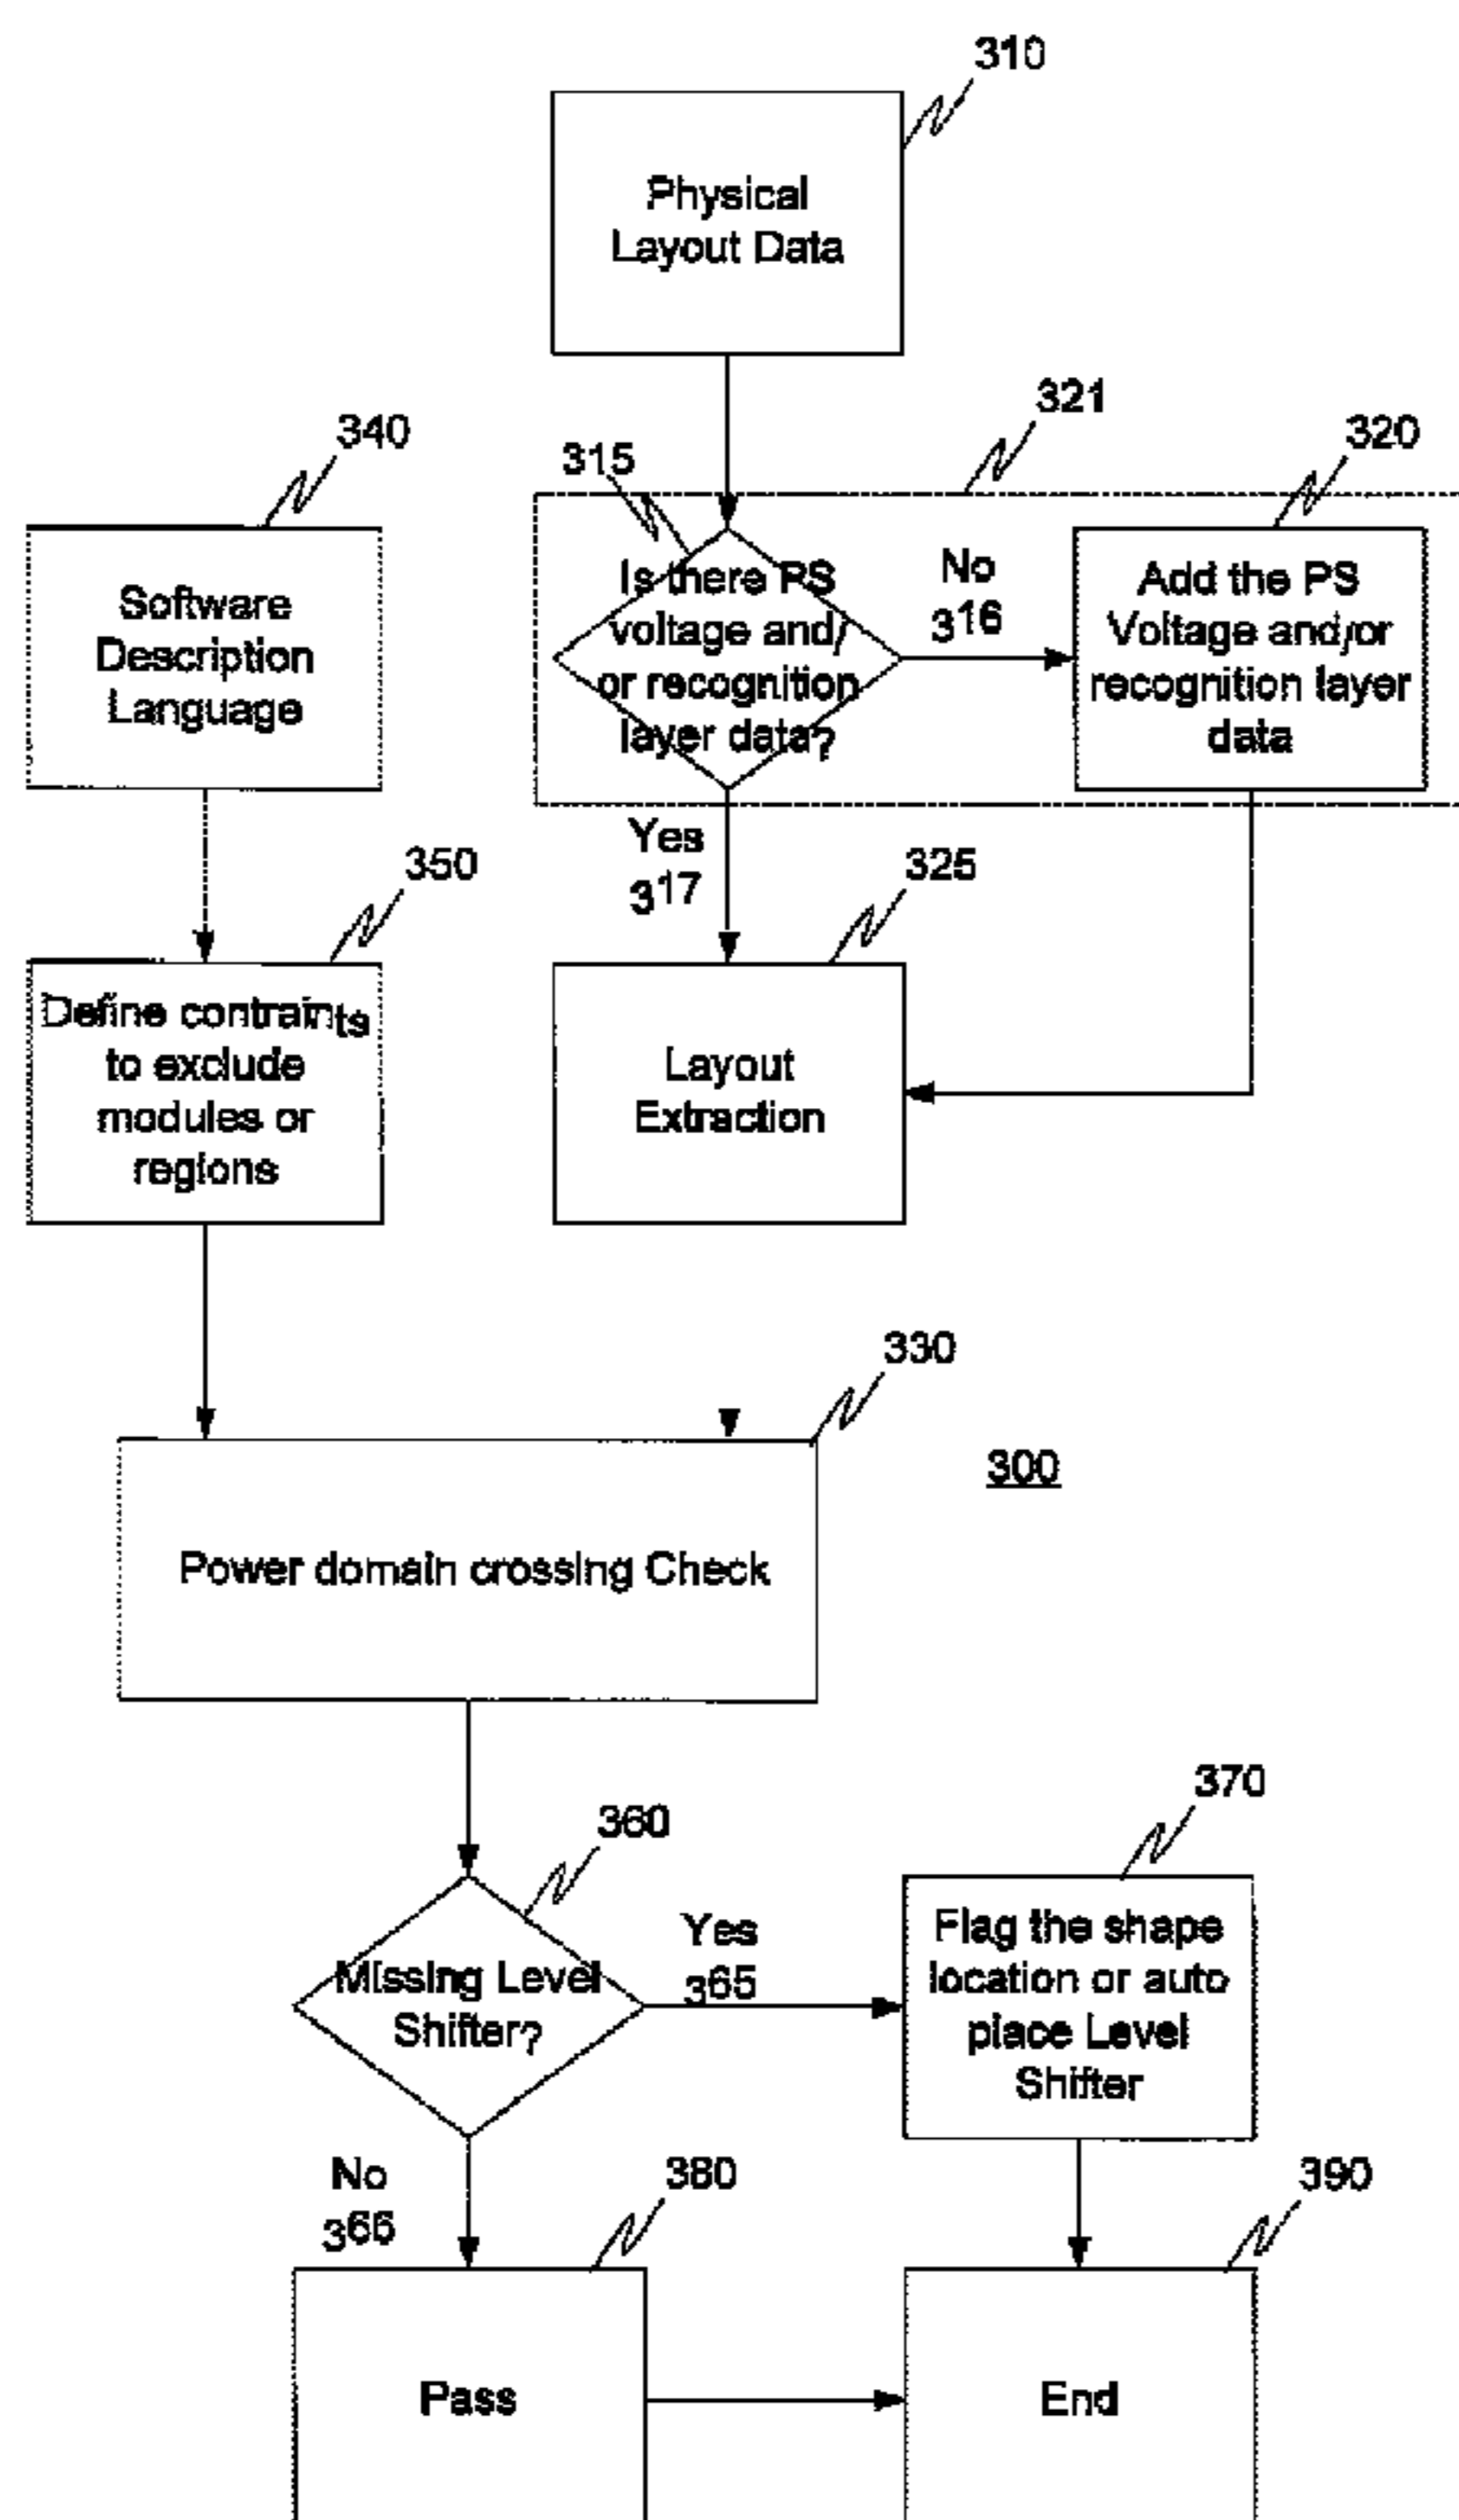 310
Physical
Layout Data
321
340
315
320
Software
Description
Language
Is there PS
voltage and/
or recognition
layer data?
No
316
Add the PS
Voltage and/or
recognition layer
data
Yes
317
350
325
Define contraints
to exclude
modules or
regions
Layout
Extraction
330
300
Power domain crossing Check
370
360
Missing Level
Shifter?
Yes
365
Flag the shape
location or auto
place Level
Shifter
No
366
380
390
Pass
End